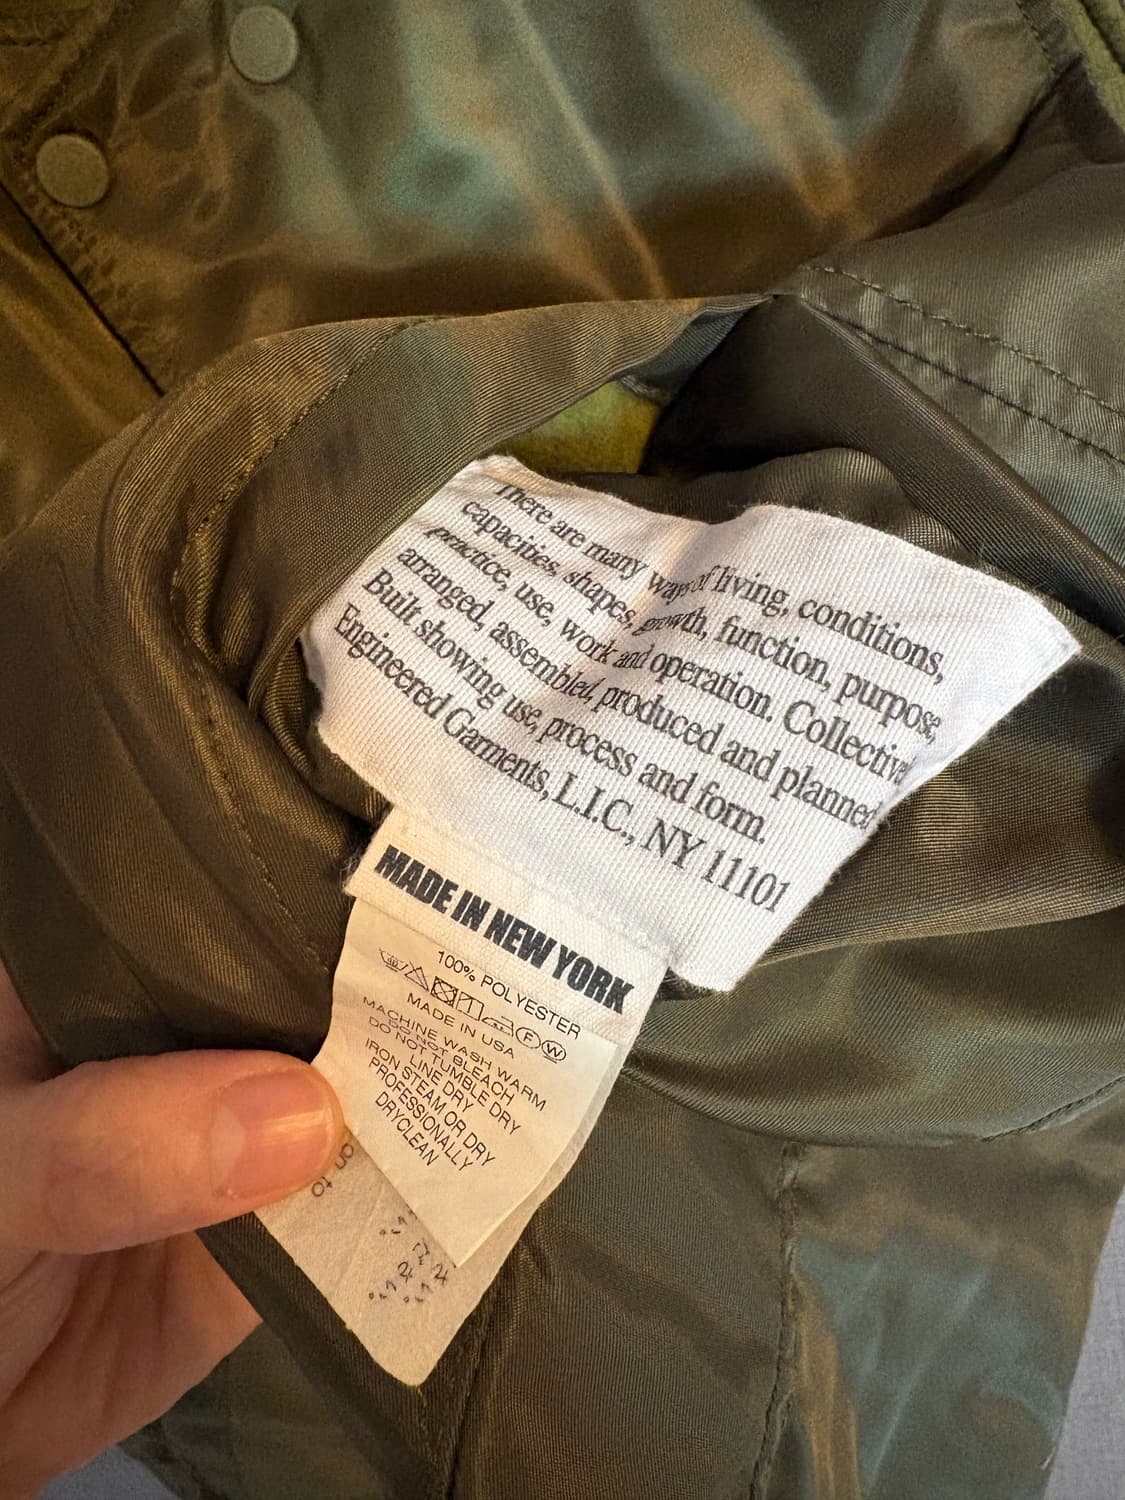 There are many ways of living, conditions,
capacities, shapes, growth, function, purpose,
practice, use, work and operation. Collective
arranged, assembled, produced and planned
Built showing use, process and form.
Engineered Garments, L.I.C., NY 11101
MADE IN NEW YORK
100% POLYESTER
F W
MADE IN USA
MACHINE WASH WARM
DO NOT BLEACH
DO NOT TUMBLE DRY
LINE DRY
IRON STEAM OR DRY
PROFESSIONALLY
DRYCLEAN